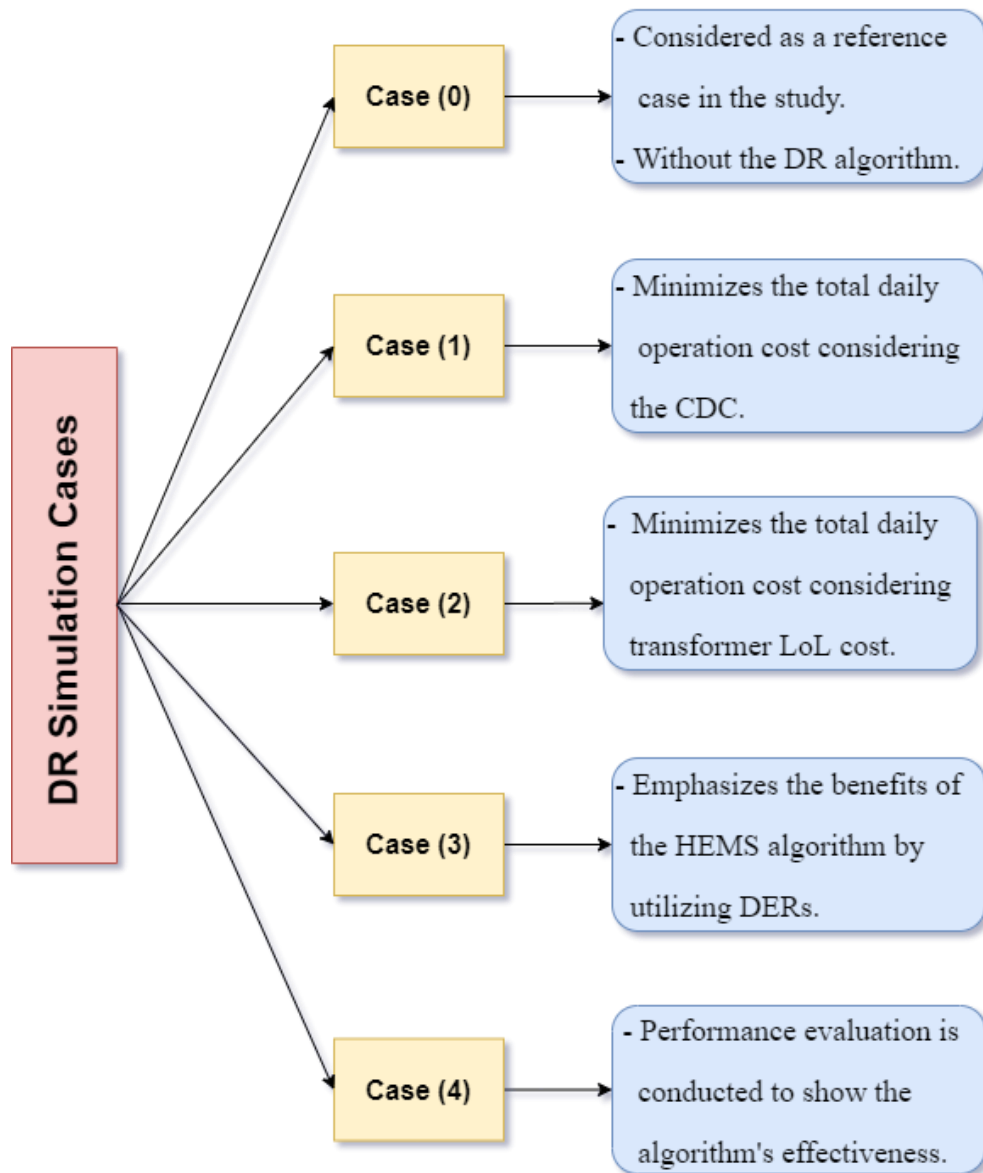 DR Simulation Cases
Case (0)
- Considered as a reference
case in the study.
- Without the DR algorithm.
Case (1)
- Minimizes the total daily
operation cost considering
the CDC.
Case (2)
- Minimizes the total daily
operation cost considering
transformer LoL cost.
Case (3)
- Emphasizes the benefits of
the HEMS algorithm by
utilizing DERs.
Case (4)
- Performance evaluation is
conducted to show the
algorithm's effectiveness.